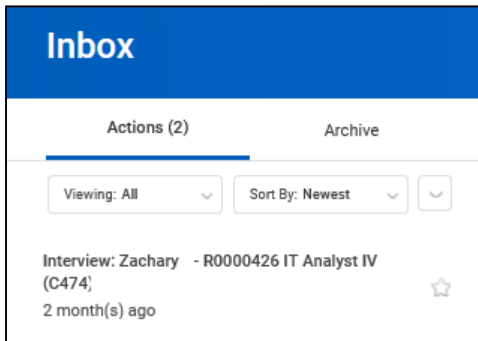 Inbox
Actions (2)
Archive
Viewing: All
Sort By: Newest
Interview: Zachary - R0000426 IT Analyst IV
(C474)
2 month(s) ago